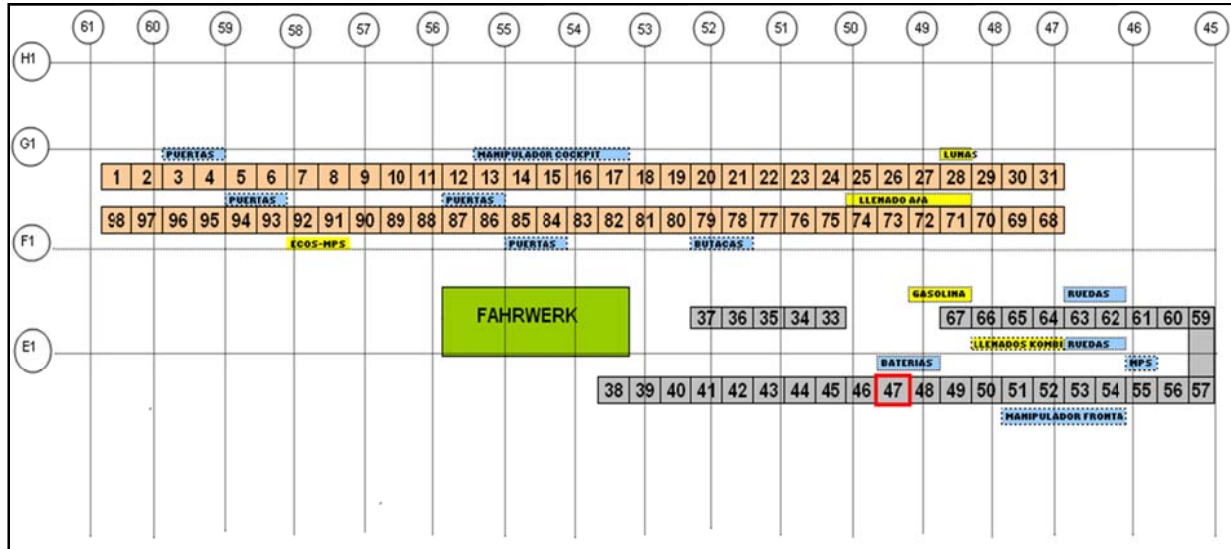 61 60 59 58 57 56 55 54 53 52 51 50 49 48 47 46 45
H1
G1
PUERTAS MANIPULADOR COCKPIT LUNAS
1 2 3 4 5 6 7 8 9 10 11 12 13 14 15 16 17 18 19 20 21 22 23 24 25 26 27 28 29 30 31
PUERTAS PUERTAS LLENADO A/A
98 97 96 95 94 93 92 91 90 89 88 87 86 85 84 83 82 81 80 79 78 77 76 75 74 73 72 71 70 69 68
F1
ECOS-MPS PUERTAS BUTACAS
GASOLINA RUEDAS
FAHRWERK
37 36 35 34 33 67 66 65 64 63 62 61 60 59
E1
LLENADOS KOMBI RUEDAS
BATERIAS MPS
38 39 40 41 42 43 44 45 46 47 48 49 50 51 52 53 54 55 56 57
MANIPULADOR FRONTA